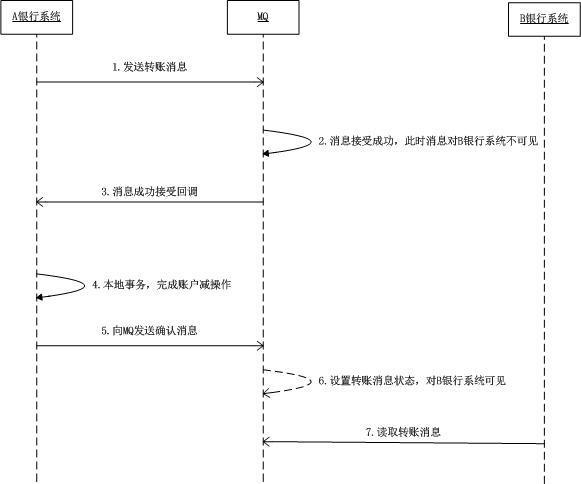 A银行系统
MQ
B银行系统
1.发送转账消息
2.消息接受成功，此时消息对B银行系统不可见
3.消息成功接受回调
4.本地事务，完成账户减操作
5.向MQ发送确认消息
6.设置转账消息状态，对B银行系统可见
7.读取转账消息